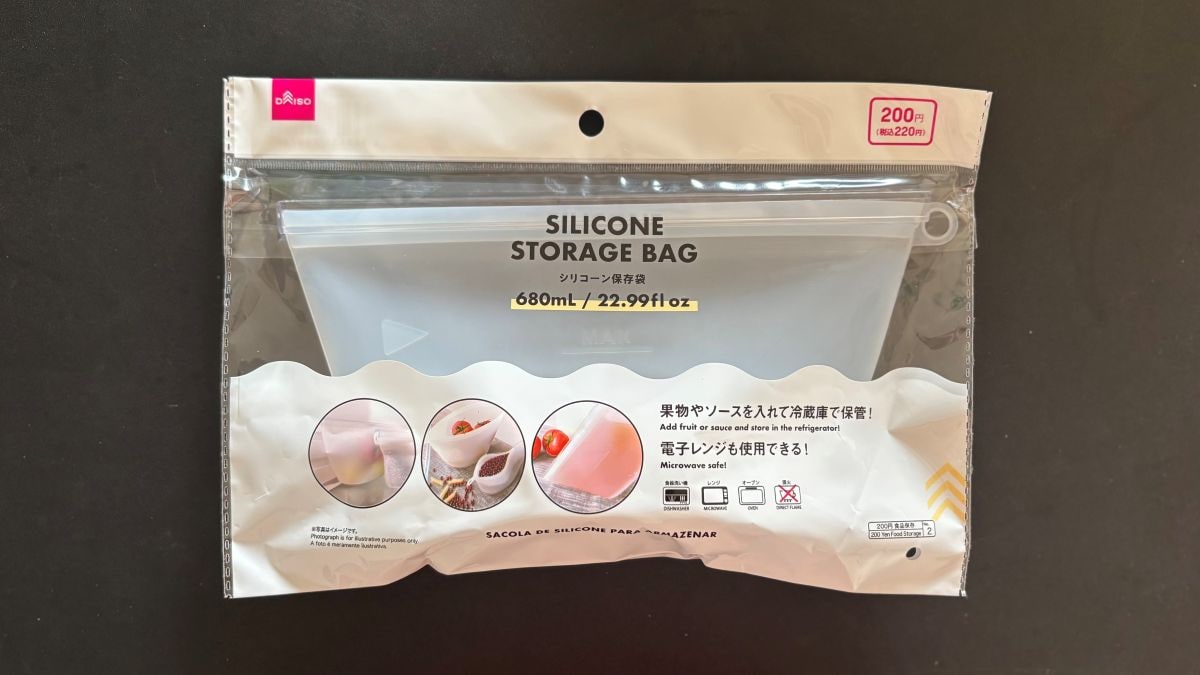 DAISO
200円
(税込220円)
SILICONE
STORAGE BAG
シリコーン保存袋
680mL / 22.99fl oz
MAX
果物やソースを入れて冷蔵庫で保管!
Add fruit or sauce and store in the refrigerator!
電子レンジも使用できる!
Microwave safe!
食器洗い機 レンジ オーブン 直火
DISHWASHER MICROWAVE OVEN DIRECT FLAME
※写真はイメージです。
Photograph is for illustrative purposes only.
A foto é meramente ilustrativa.
SACOLA DE SILICONE PARA ARMAZENAR
200円 食品保存 No.
200 Yen Food Storage 2